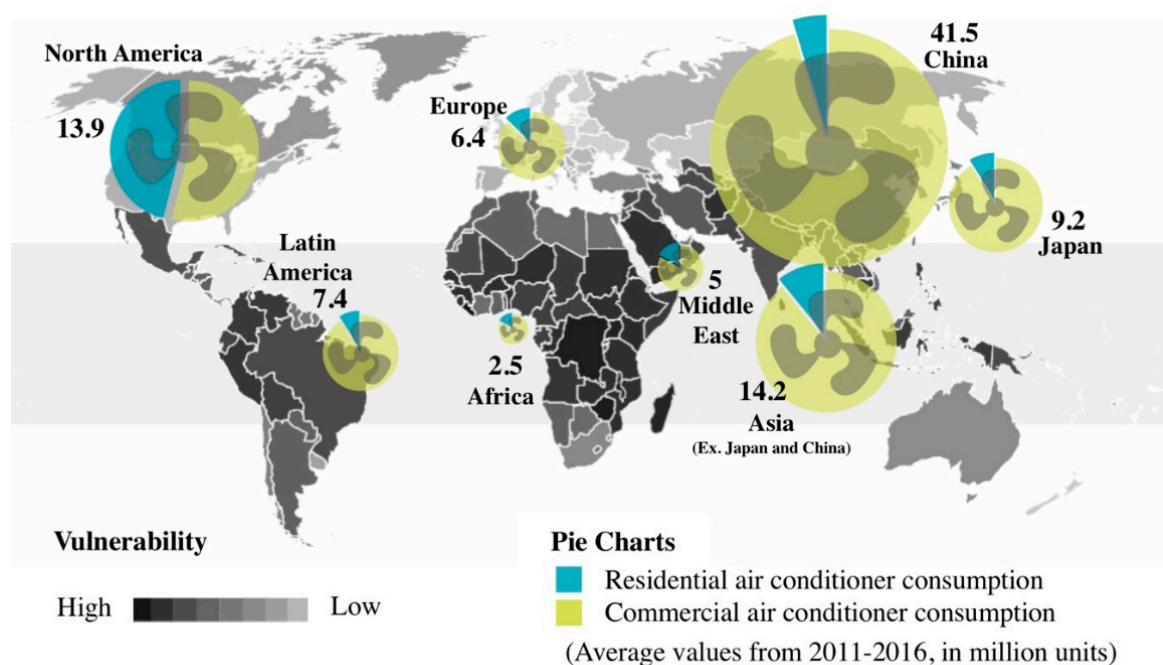 North America
13.9
Europe
6.4
41.5
China
9.2
Japan
Latin
America
7.4
5
Middle
East
2.5
Africa
14.2
Asia
(Ex. Japan and China)
Vulnerability
High
Low
Pie Charts
Residential air conditioner consumption
Commercial air conditioner consumption
(Average values from 2011-2016, in million units)